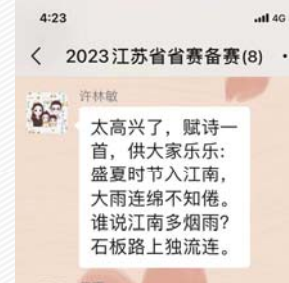 4:23
4G
2023江苏省省赛备赛(8)
许林敏
太高兴了，赋诗一
首，供大家乐乐：
盛夏时节入江南，
大雨连绵不知倦。
谁说江南多烟雨？
石板路上独流连。